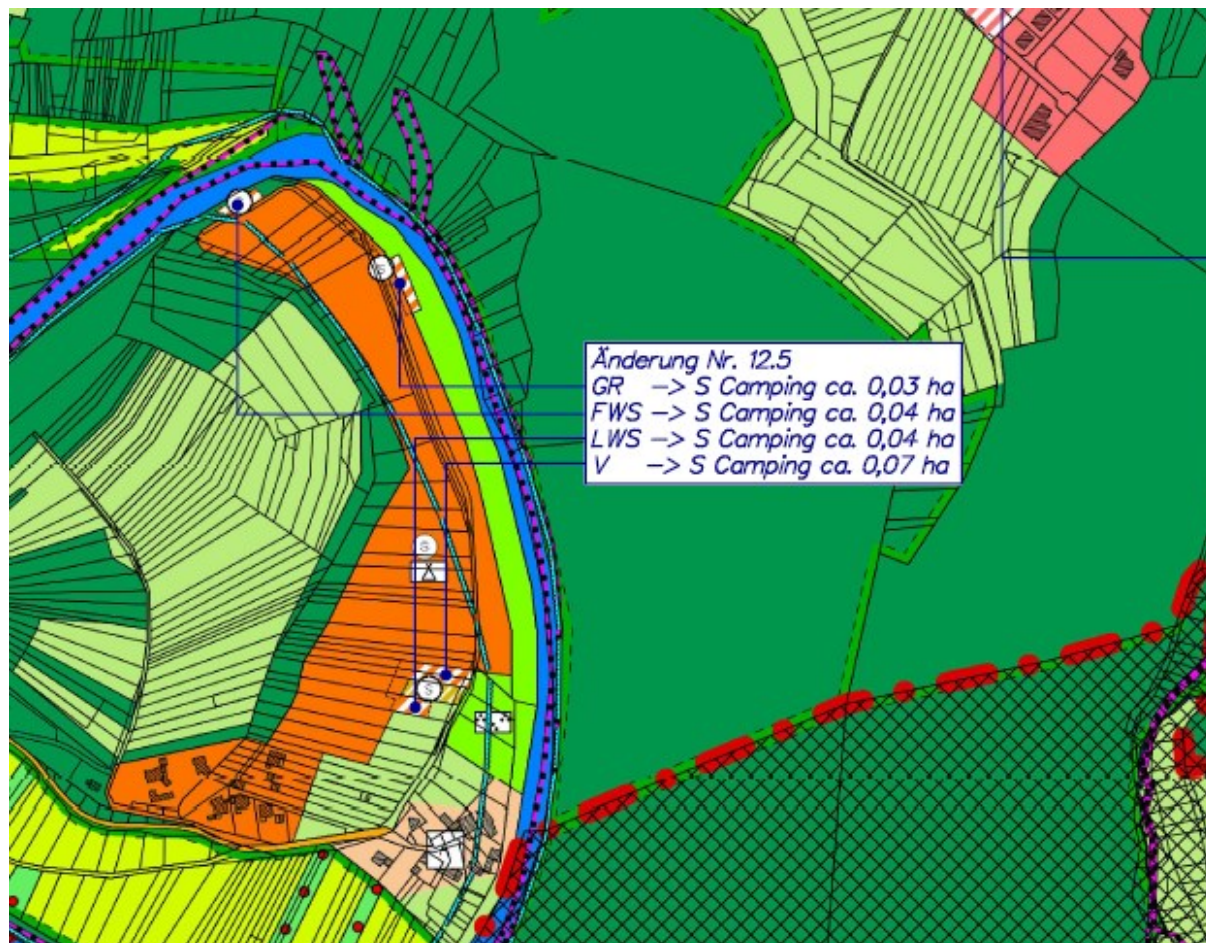 Änderung Nr. 12.5
GR -> S Camping ca. 0,03 ha
FWS -> S Camping ca. 0,04 ha
LWS -> S Camping ca. 0,04 ha
V -> S Camping ca. 0,07 ha
S